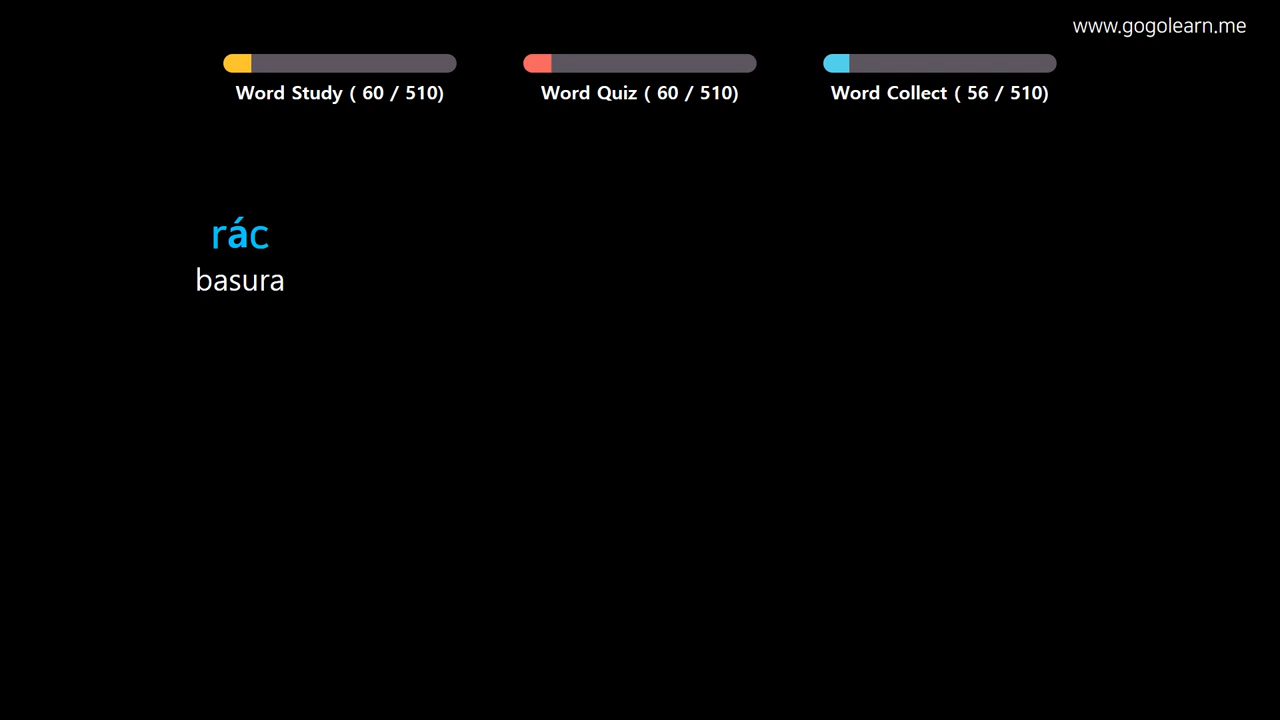 www.gogolearn.me
Word Study ( 60 / 510)
Word Quiz ( 60 / 510)
Word Collect ( 56 / 510)
rác
basura